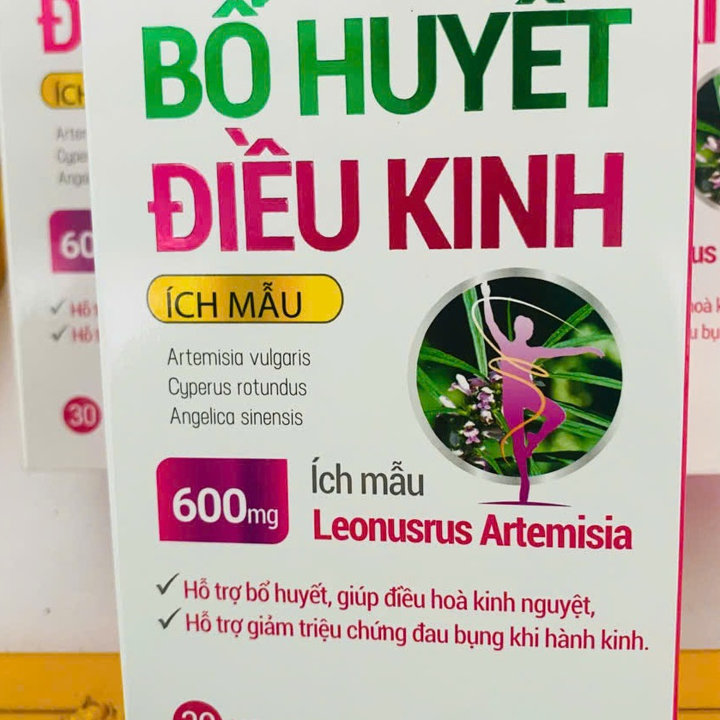 BỔ HUYẾT
ĐIỀU KINH
ÍCH MẪU
Artemisia vulgaris
Cyperus rotundus
Angelica sinensis
600mg
Ích mẫu
Leonusrus Artemisia
✓ Hỗ trợ bổ huyết, giúp điều hoà kinh nguyệt,
✓ Hỗ trợ giảm triệu chứng đau bụng khi hành kinh.
30